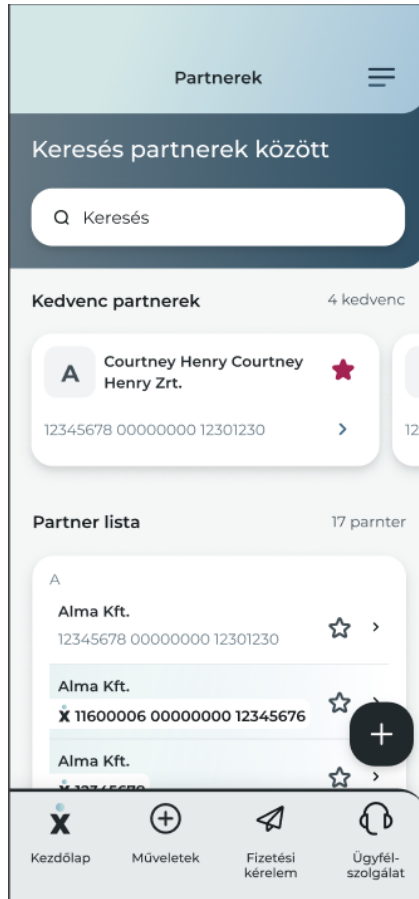 Partnerek
Keresés partnerek között
Keresés
Kedvenc partnerek
4 kedvenc
A
Courtney Henry Courtney
Henry Zrt.
12345678 00000000 12301230
12
Partner lista
17 parnter
A
Alma Kft.
12345678 00000000 12301230
Alma Kft.
11600006 00000000 12345676
Alma Kft.
Kezdőlap
Műveletek
Fizetési
kérelem
Ügyfél-
szolgálat